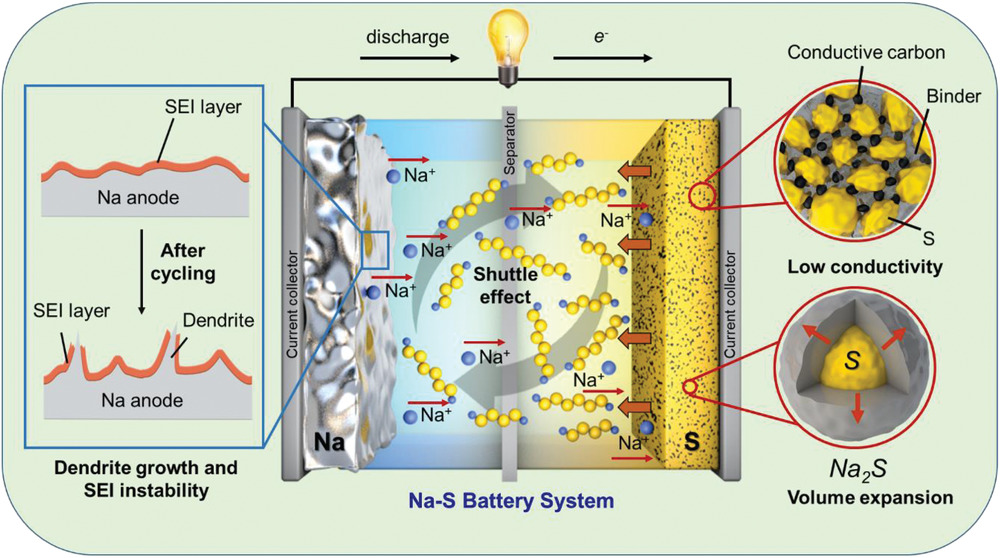 discharge
e-
SEI layer
Na anode
After
cycling
SEI layer
Dendrite
Na anode
Dendrite growth and
SEI instability
Current collector
Na
Na+
Na+
Na+
Na+
Na+
Separator
Shuttle
effect
Na+
Na+
Na+
Na+
S
Current collector
Na-S Battery System
Conductive carbon
Binder
S
Low conductivity
S
Na2S
Volume expansion